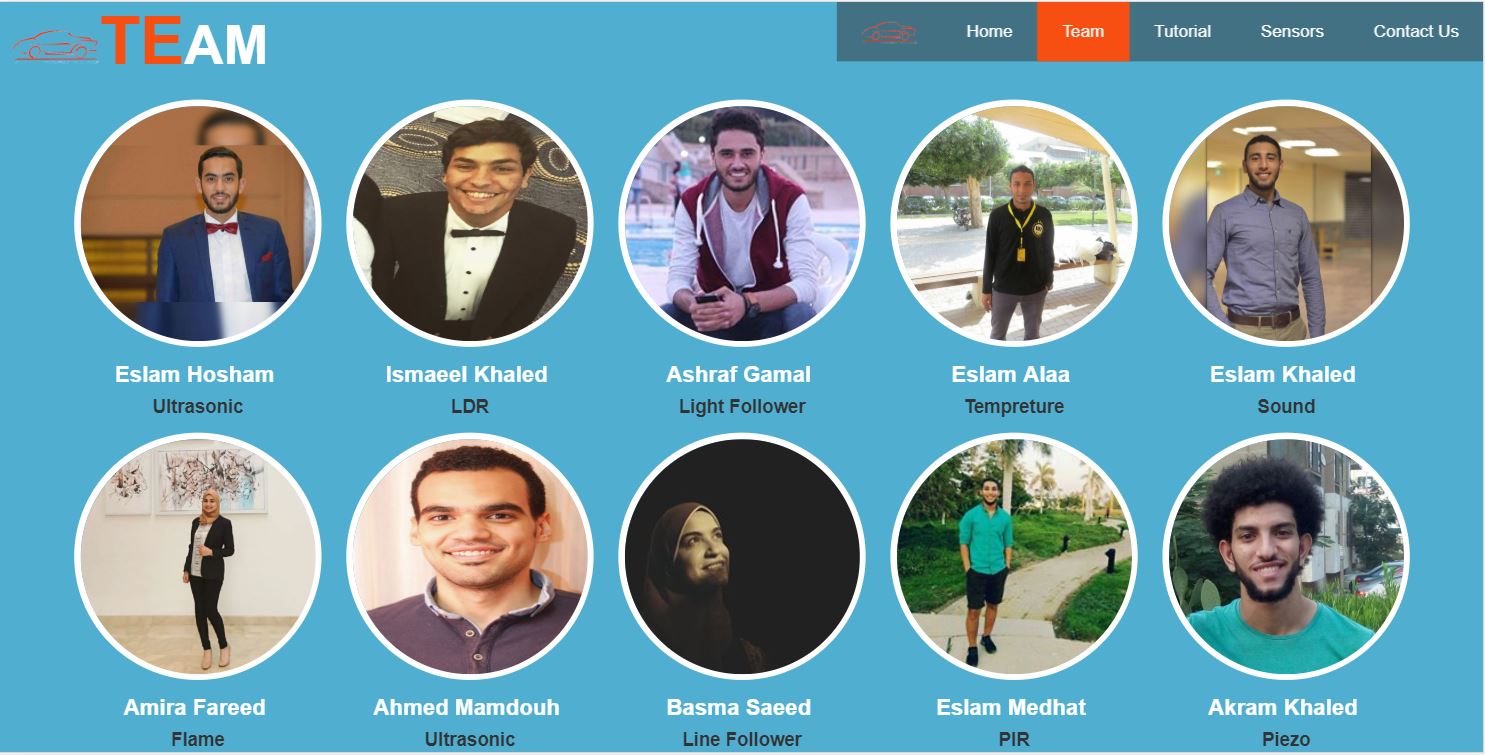 TEAM
Home Team Tutorial Sensors Contact Us
Eslam Hosham Ismaeel Khaled Ashraf Gamal Eslam Alaa Eslam Khaled
Ultrasonic LDR Light Follower Tempreture Sound
Amira Fareed Ahmed Mamdouh Basma Saeed Eslam Medhat Akram Khaled
Flame Ultrasonic Line Follower PIR Piezo